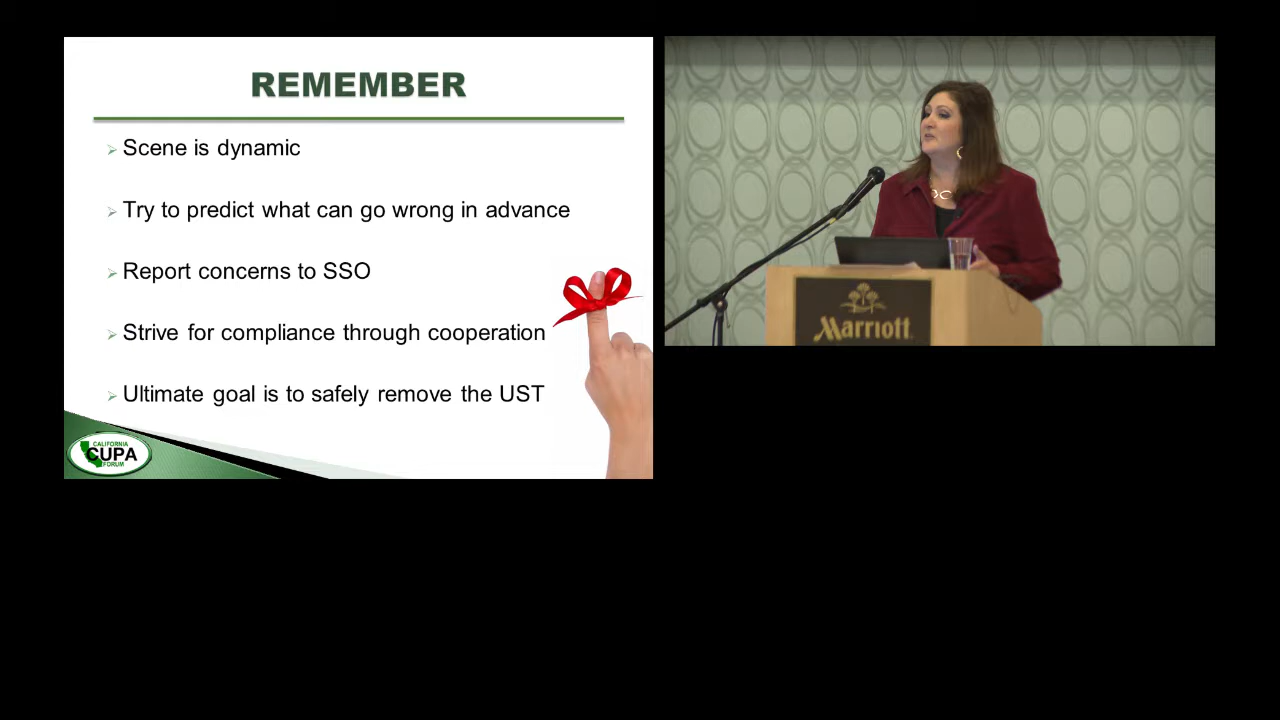 REMEMBER
Scene is dynamic
Try to predict what can go wrong in advance
Report concerns to SSO
Strive for compliance through cooperation
Ultimate goal is to safely remove the UST
CALIFORNIA
CUPA
FORUM
Marriott